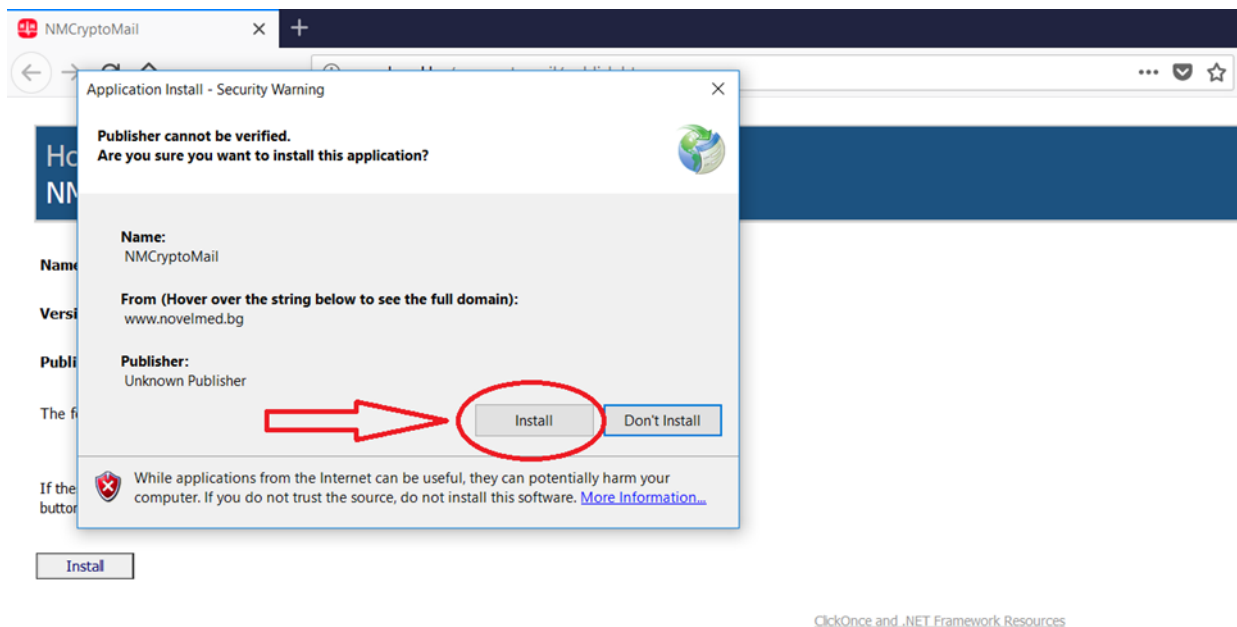 NMCryptoMail
Application Install - Security Warning
Publisher cannot be verified.
Are you sure you want to install this application?
Name:
NMCryptoMail
From (Hover over the string below to see the full domain):
www.novelmed.bg
Publisher:
Unknown Publisher
Install
Don't Install
While applications from the Internet can be useful, they can potentially harm your
computer. If you do not trust the source, do not install this software. More Information...
If the
Install
ClickOnce and .NET Framework Resources